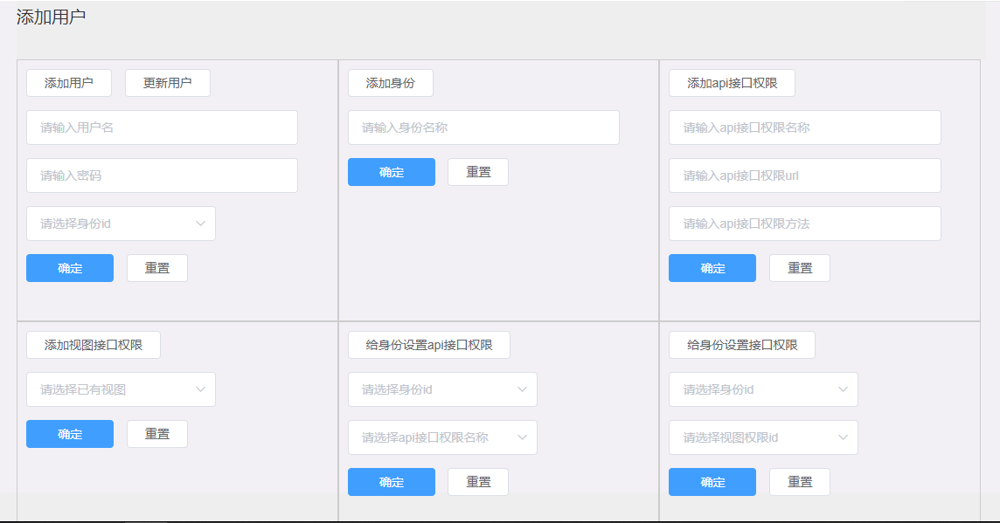 添加用户
添加用户 更新用户
请输入用户名
请输入密码
请选择身份id
确定 重置
添加身份
请输入身份名称
确定 重置
添加api接口权限
请输入api接口权限名称
请输入api接口权限url
请输入api接口权限方法
确定 重置
添加视图接口权限
请选择已有视图
确定 重置
给身份设置api接口权限
请选择身份id
请选择api接口权限名称
确定 重置
给身份设置接口权限
请选择身份id
请选择视图权限id
确定 重置